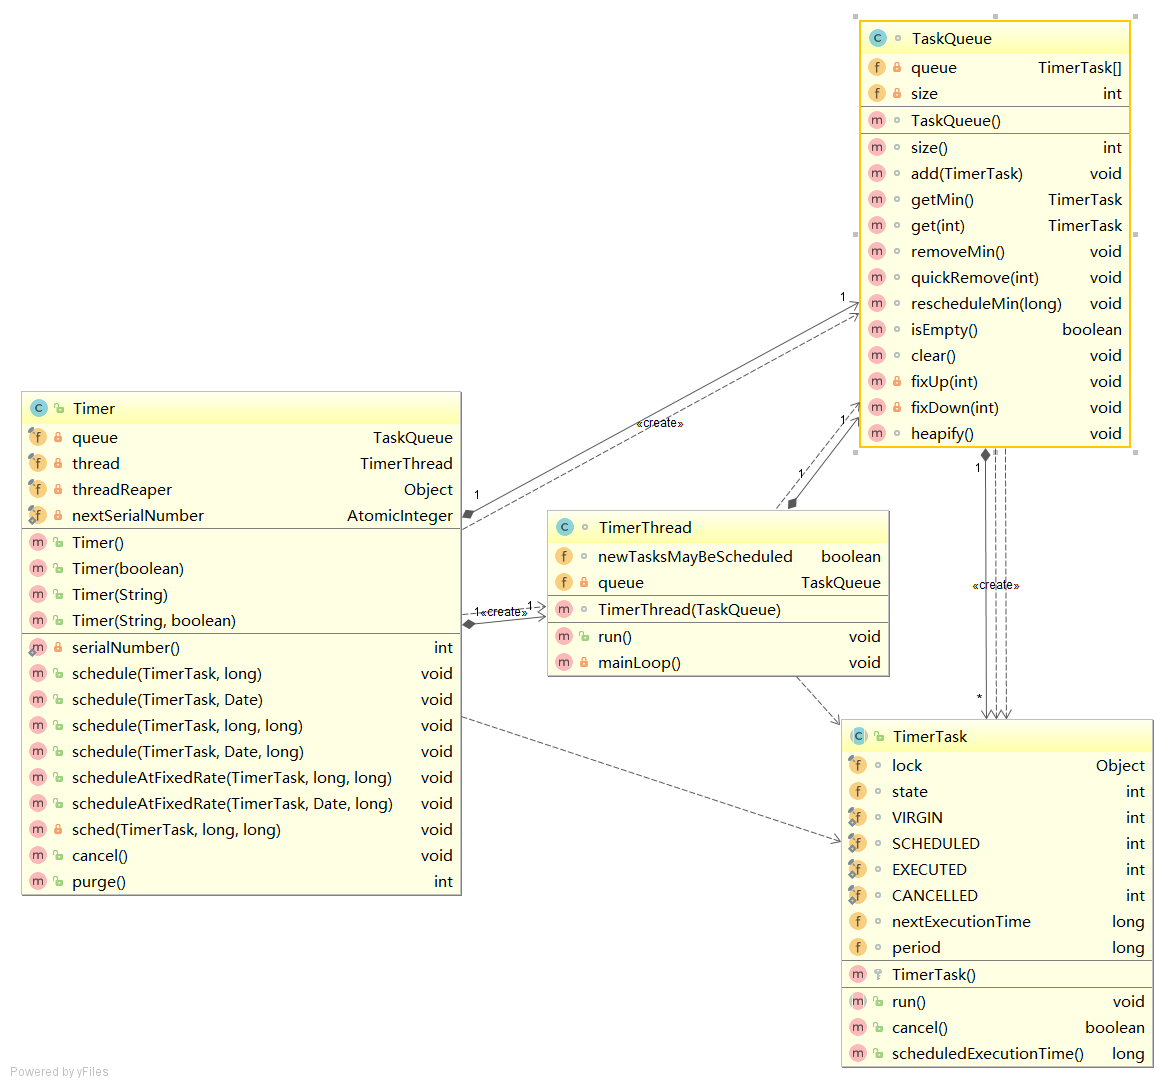 C TaskQueue
f queue TimerTask[]
f size int
m TaskQueue()
m size() int
m add(TimerTask) void
m getMin() TimerTask
m get(int) TimerTask
m removeMin() void
m quickRemove(int) void
m rescheduleMin(long) void
m isEmpty() boolean
m clear() void
m fixUp(int) void
m fixDown(int) void
m heapify() void
1
«create»
1
C Timer
f queue TaskQueue
f thread TimerThread
f threadReaper Object
f nextSerialNumber AtomicInteger
m Timer()
m Timer(boolean)
m Timer(String)
m Timer(String, boolean)
m serialNumber() int
m schedule(TimerTask, long) void
m schedule(TimerTask, Date) void
m schedule(TimerTask, long, long) void
m schedule(TimerTask, Date, long) void
m scheduleAtFixedRate(TimerTask, long, long) void
m scheduleAtFixedRate(TimerTask, Date, long) void
m sched(TimerTask, long, long) void
m cancel() void
m purge() int
1
1
1
«create»
1
C TimerThread
f newTasksMayBeScheduled boolean
f queue TaskQueue
m TimerThread(TaskQueue)
m run() void
m mainLoop() void
1
«create»
*
C TimerTask
f lock Object
f state int
f VIRGIN int
f SCHEDULED int
f EXECUTED int
f CANCELLED int
f nextExecutionTime long
f period long
m TimerTask()
m run() void
m cancel() boolean
m scheduledExecutionTime() long
Powered by yFiles